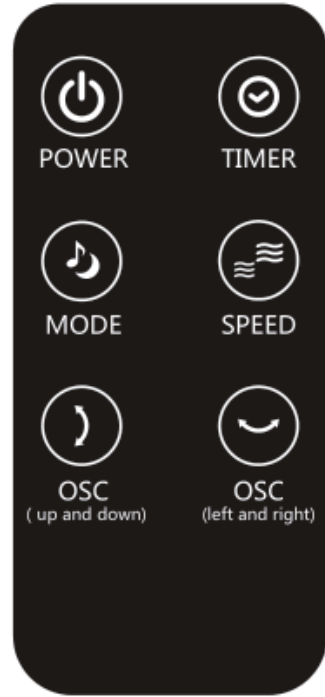 POWER TIMER
MODE SPEED
OSC OSC
( up and down) (left and right)